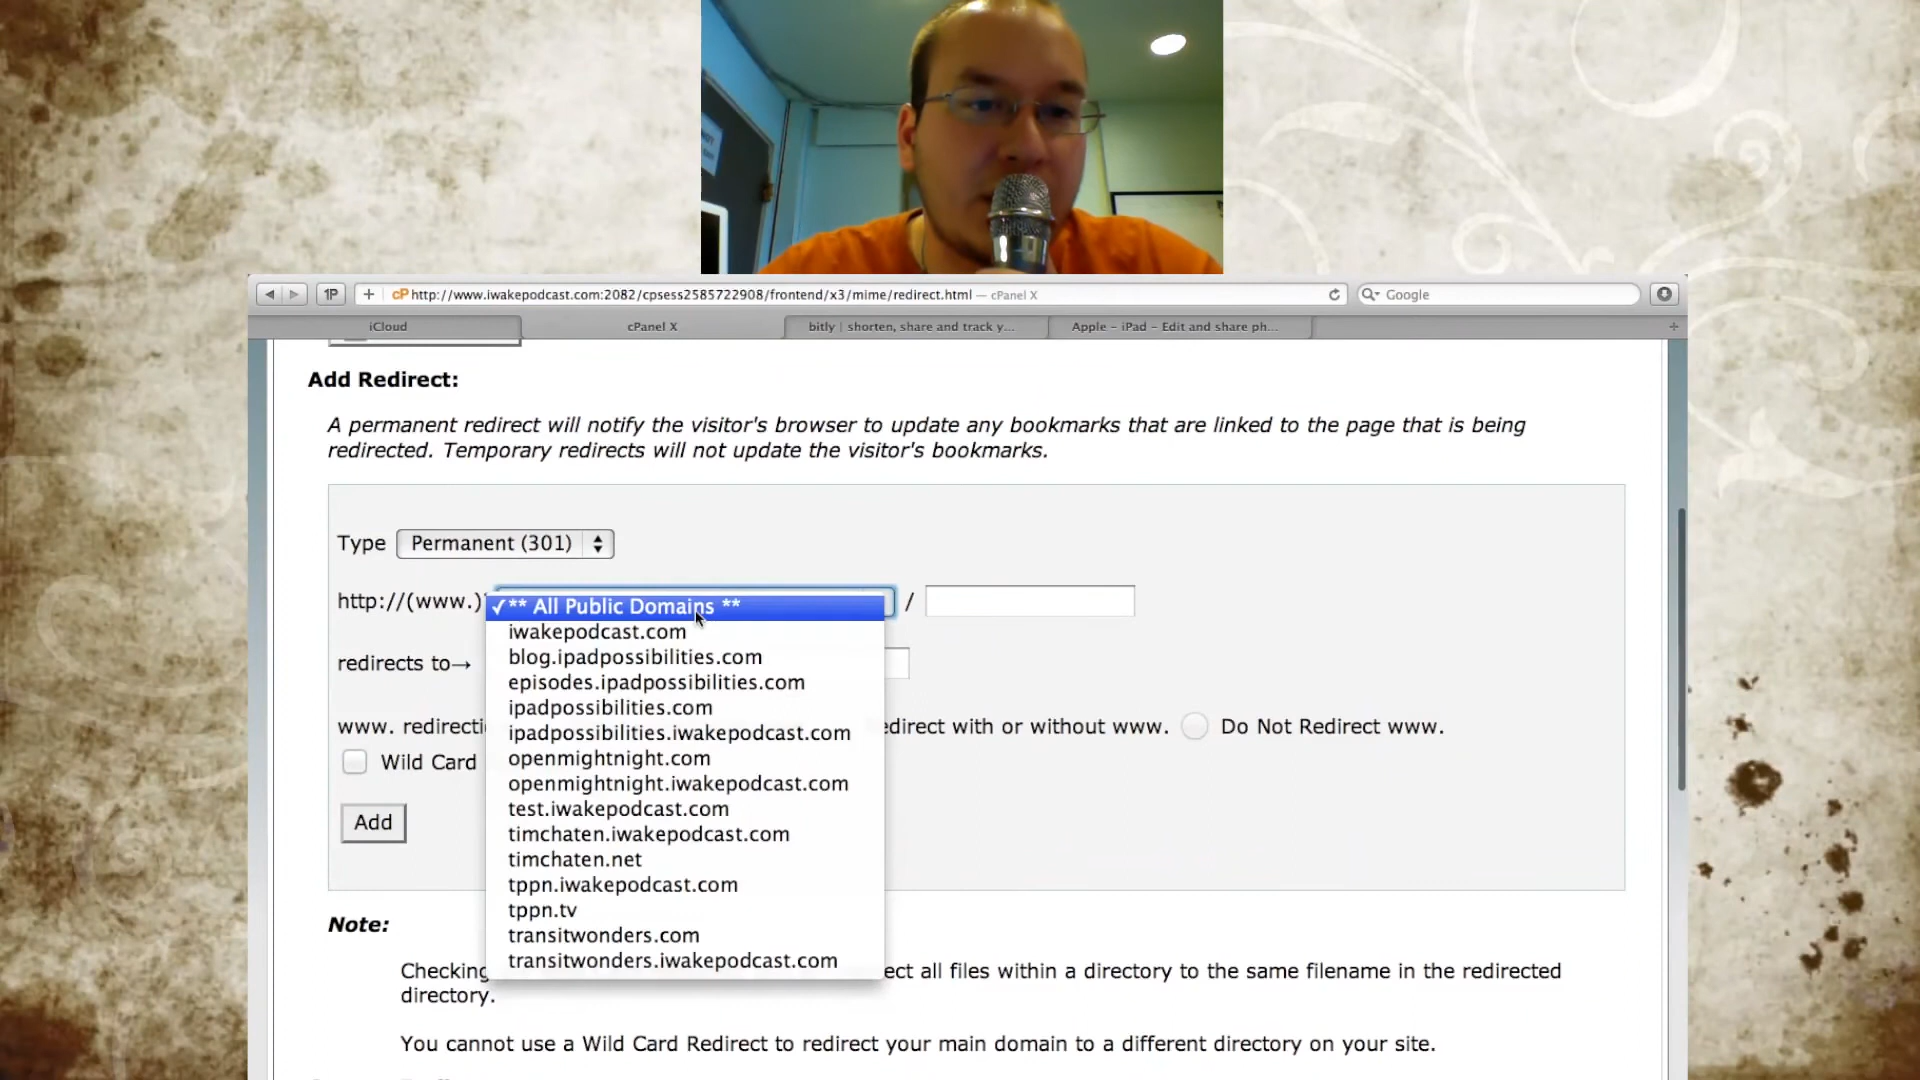 1P
+
cP http://www.iwakepodcast.com:2082/cpsess2585722908/frontend/x3/mime/redirect.html — cPanel X
Google
iCloud
cPanel X
bitly | shorten, share and track y...
Apple – iPad – Edit and share ph...
+
Add Redirect:
A permanent redirect will notify the visitor's browser to update any bookmarks that are linked to the page that is being
redirected. Temporary redirects will not update the visitor's bookmarks.
Type Permanent (301)
http://(www.)
✓** All Public Domains **
/
iwakepodcast.com
blog.ipadpossibilities.com
redirects to→
episodes.ipadpossibilities.com
ipadpossibilities.com
www. redirecti
edirect with or without www. Do Not Redirect www.
ipadpossibilities.iwakepodcast.com
openmightnight.com
Wild Card
openmightnight.iwakepodcast.com
test.iwakepodcast.com
Add
timchaten.iwakepodcast.com
timchaten.net
tppn.iwakepodcast.com
tppn.tv
transitwonders.com
transitwonders.iwakepodcast.com
Note:
Checking
ect all files within a directory to the same filename in the redirected
directory.
You cannot use a Wild Card Redirect to redirect your main domain to a different directory on your site.